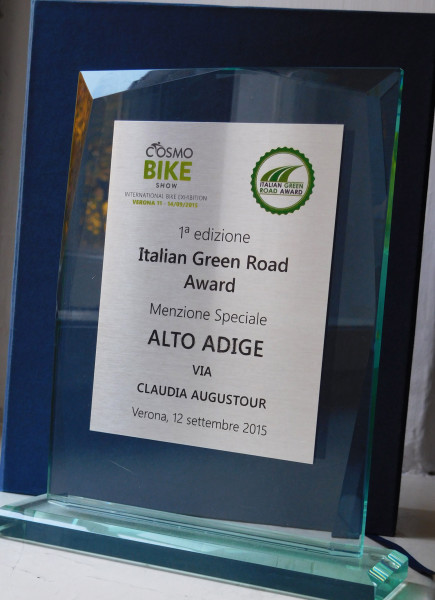 COSMO
BIKE
SHOW
INTERNATIONAL BIKE EXHIBITION
VERONA 11 - 14/09/2015
ITALIAN GREEN
ROAD AWARD
1ª edizione
Italian Green Road
Award
Menzione Speciale
ALTO ADIGE
VIA
CLAUDIA AUGUSTOUR
Verona, 12 settembre 2015